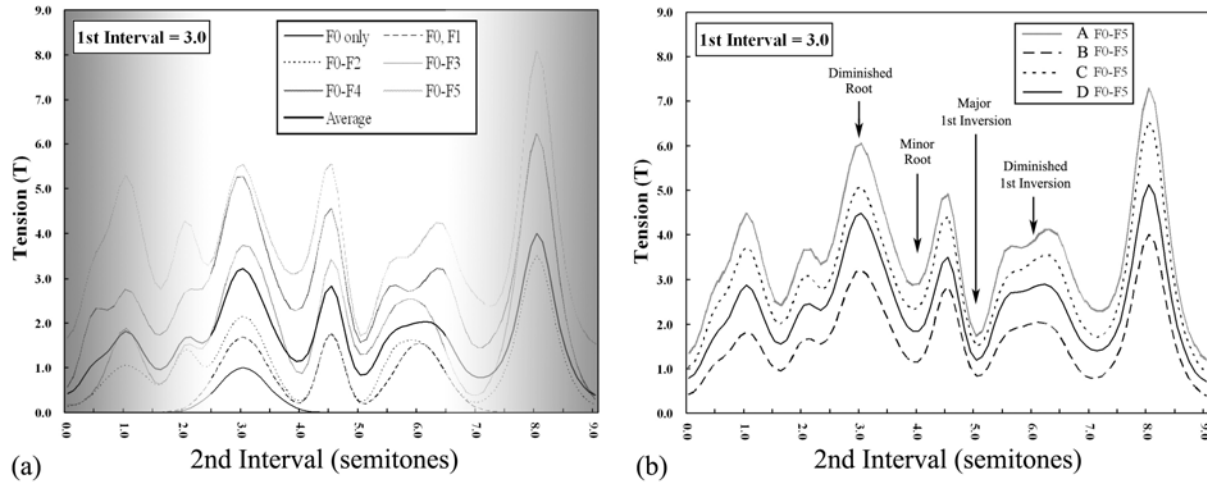 9.0
8.0
7.0
6.0
5.0
4.0
3.0
2.0
1.0
0.0
Tension (T)
1st Interval = 3.0
F0 only
F0, F1
F0-F2
F0-F3
F0-F4
F0-F5
Average
0.0 1.0 2.0 3.0 4.0 5.0 6.0 7.0 8.0 9.0
2nd Interval (semitones)
(a)
9.0
8.0
7.0
6.0
5.0
4.0
3.0
2.0
1.0
0.0
Tension (T)
1st Interval = 3.0
A F0-F5
B F0-F5
C F0-F5
D F0-F5
Diminished
Root
Minor
Root
Major
1st Inversion
Diminished
1st Inversion
0.0 1.0 2.0 3.0 4.0 5.0 6.0 7.0 8.0 9.0
2nd Interval (semitones)
(b)